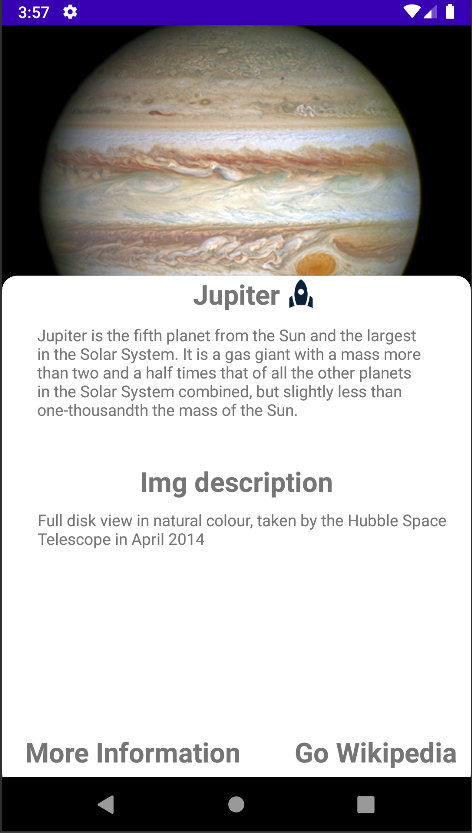 3:57
Jupiter
Jupiter is the fifth planet from the Sun and the largest
in the Solar System. It is a gas giant with a mass more
than two and a half times that of all the other planets
in the Solar System combined, but slightly less than
one-thousandth the mass of the Sun.
Img description
Full disk view in natural colour, taken by the Hubble Space
Telescope in April 2014
More Information
Go Wikipedia